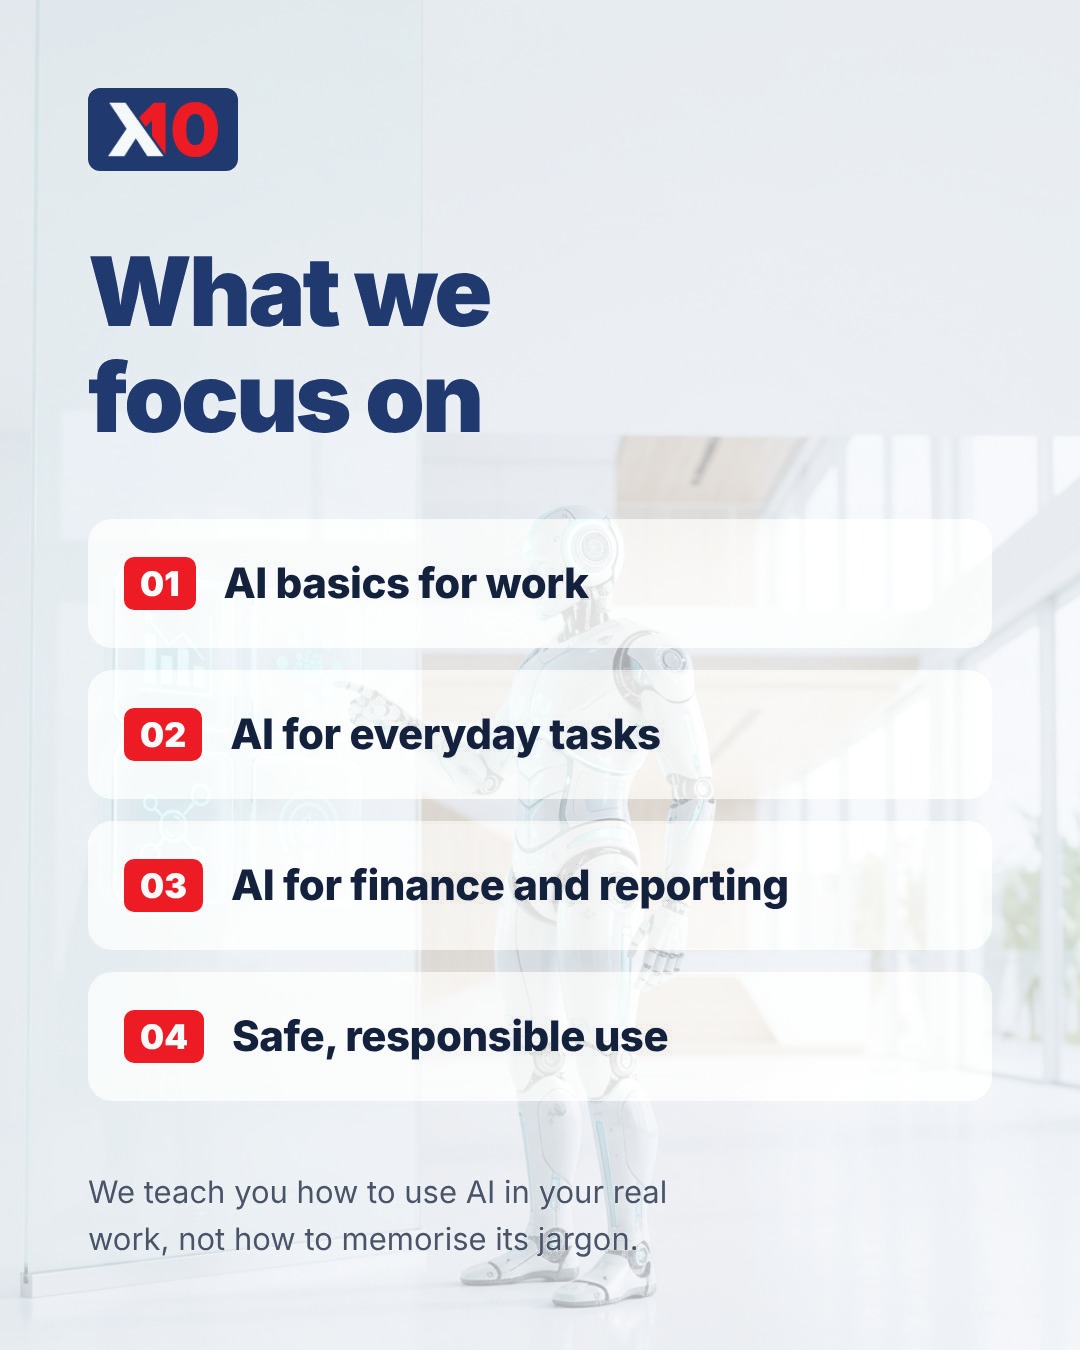 X10
What we
focus on
01 AI basics for work
02 AI for everyday tasks
03 AI for finance and reporting
04 Safe, responsible use
We teach you how to use AI in your real
work, not how to memorise its jargon.